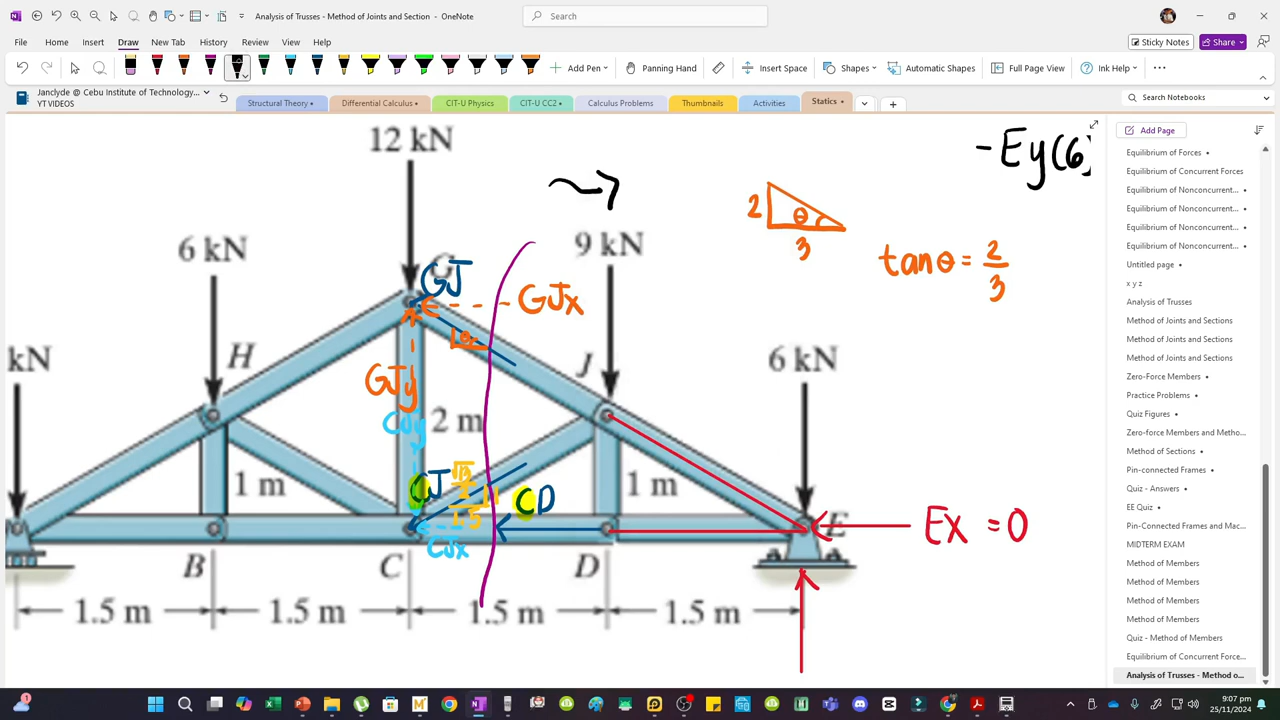 Analysis of Trusses - Method of Joints and Section - OneNote
Search
File Home Insert Draw New Tab History Review View Help
Sticky Notes
Share
Add Pen
Panning Hand
Insert Space
Shapes
Automatic Shapes
Full Page View
Ink Help
Janclyde @ Cebu Institute of Technology...
YT VIDEOS
Structural Theory
Differential Calculus
CIT-U Physics
CIT-U CC2
Calculus Problems
Thumbnails
Activities
Statics
Search Notebooks
Add Page
Equilibrium of Forces
Equilibrium of Concurrent Forces
Equilibrium of Nonconcurrent...
Equilibrium of Nonconcurrent...
Equilibrium of Nonconcurrent...
Equilibrium of Nonconcurrent...
Untitled page
x y z
Analysis of Trusses
Method of Joints and Sections
Method of Joints and Sections
Method of Joints and Sections
Zero-Force Members
Practice Problems
Quiz Figures
Zero-force Members and Metho...
Method of Sections
Pin-connected Frames
Quiz - Answers
EE Quiz
Pin-Connected Frames and Mac...
MIDTERM EXAM
Method of Members
Method of Members
Method of Members
Method of Members
Quiz - Method of Members
Equilibrium of Concurrent Force...
Analysis of Trusses - Method o...
12 kN
-Ey(6)
6 kN
9 kN
2
θ
3
tanθ = 2/3
G
GJ
GJx
θ
kN
H
J
6 kN
GJy
CJy
2 m
CJ
√13
1.5
1 m
CD
1 m
CJx
E
Ex = 0
B
C
D
1.5 m
1.5 m
1.5 m
1.5 m
9:07 pm
25/11/2024